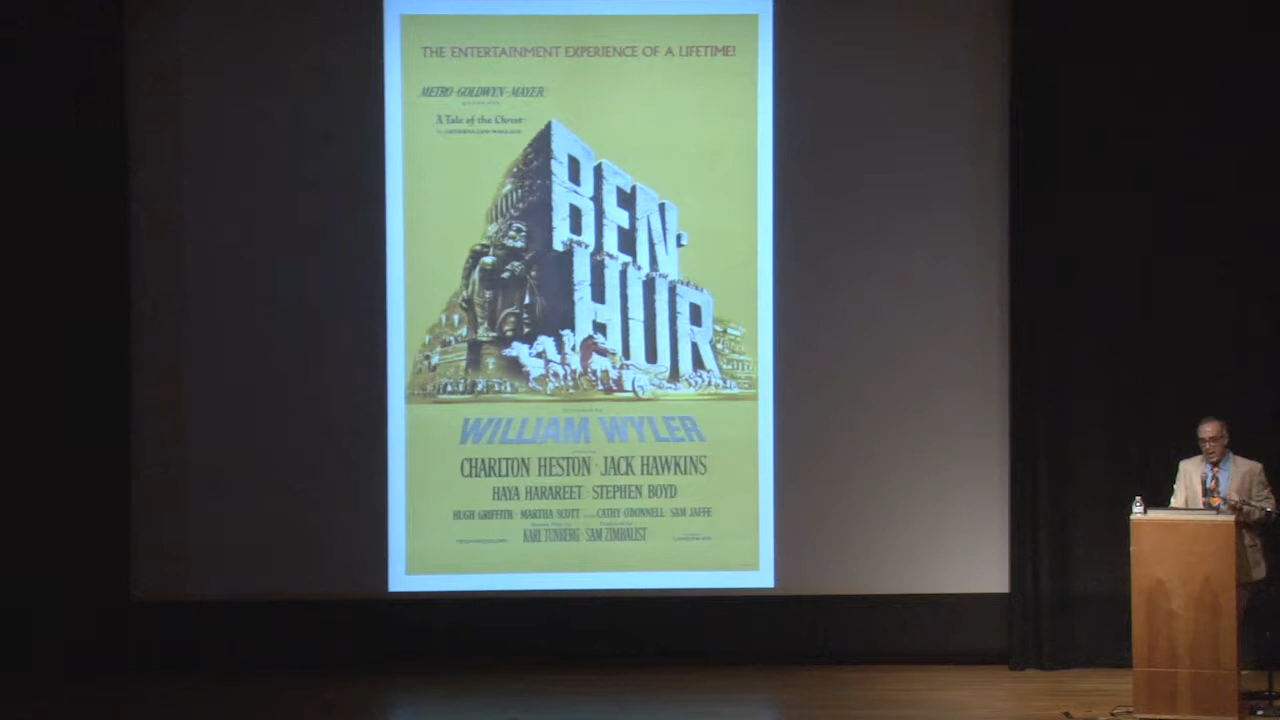 THE ENTERTAINMENT EXPERIENCE OF A LIFETIME!
METRO-GOLDWYN-MAYER
A Tale of the Christ
BEN-
HUR
WILLIAM WYLER
CHARLTON HESTON · JACK HAWKINS
HAYA HARAREET · STEPHEN BOYD
HUGH GRIFFITH · MARTHA SCOTT CATHY O'DONNELL · SAM JAFFE
KARL TUNBERG · SAM ZIMBALIST